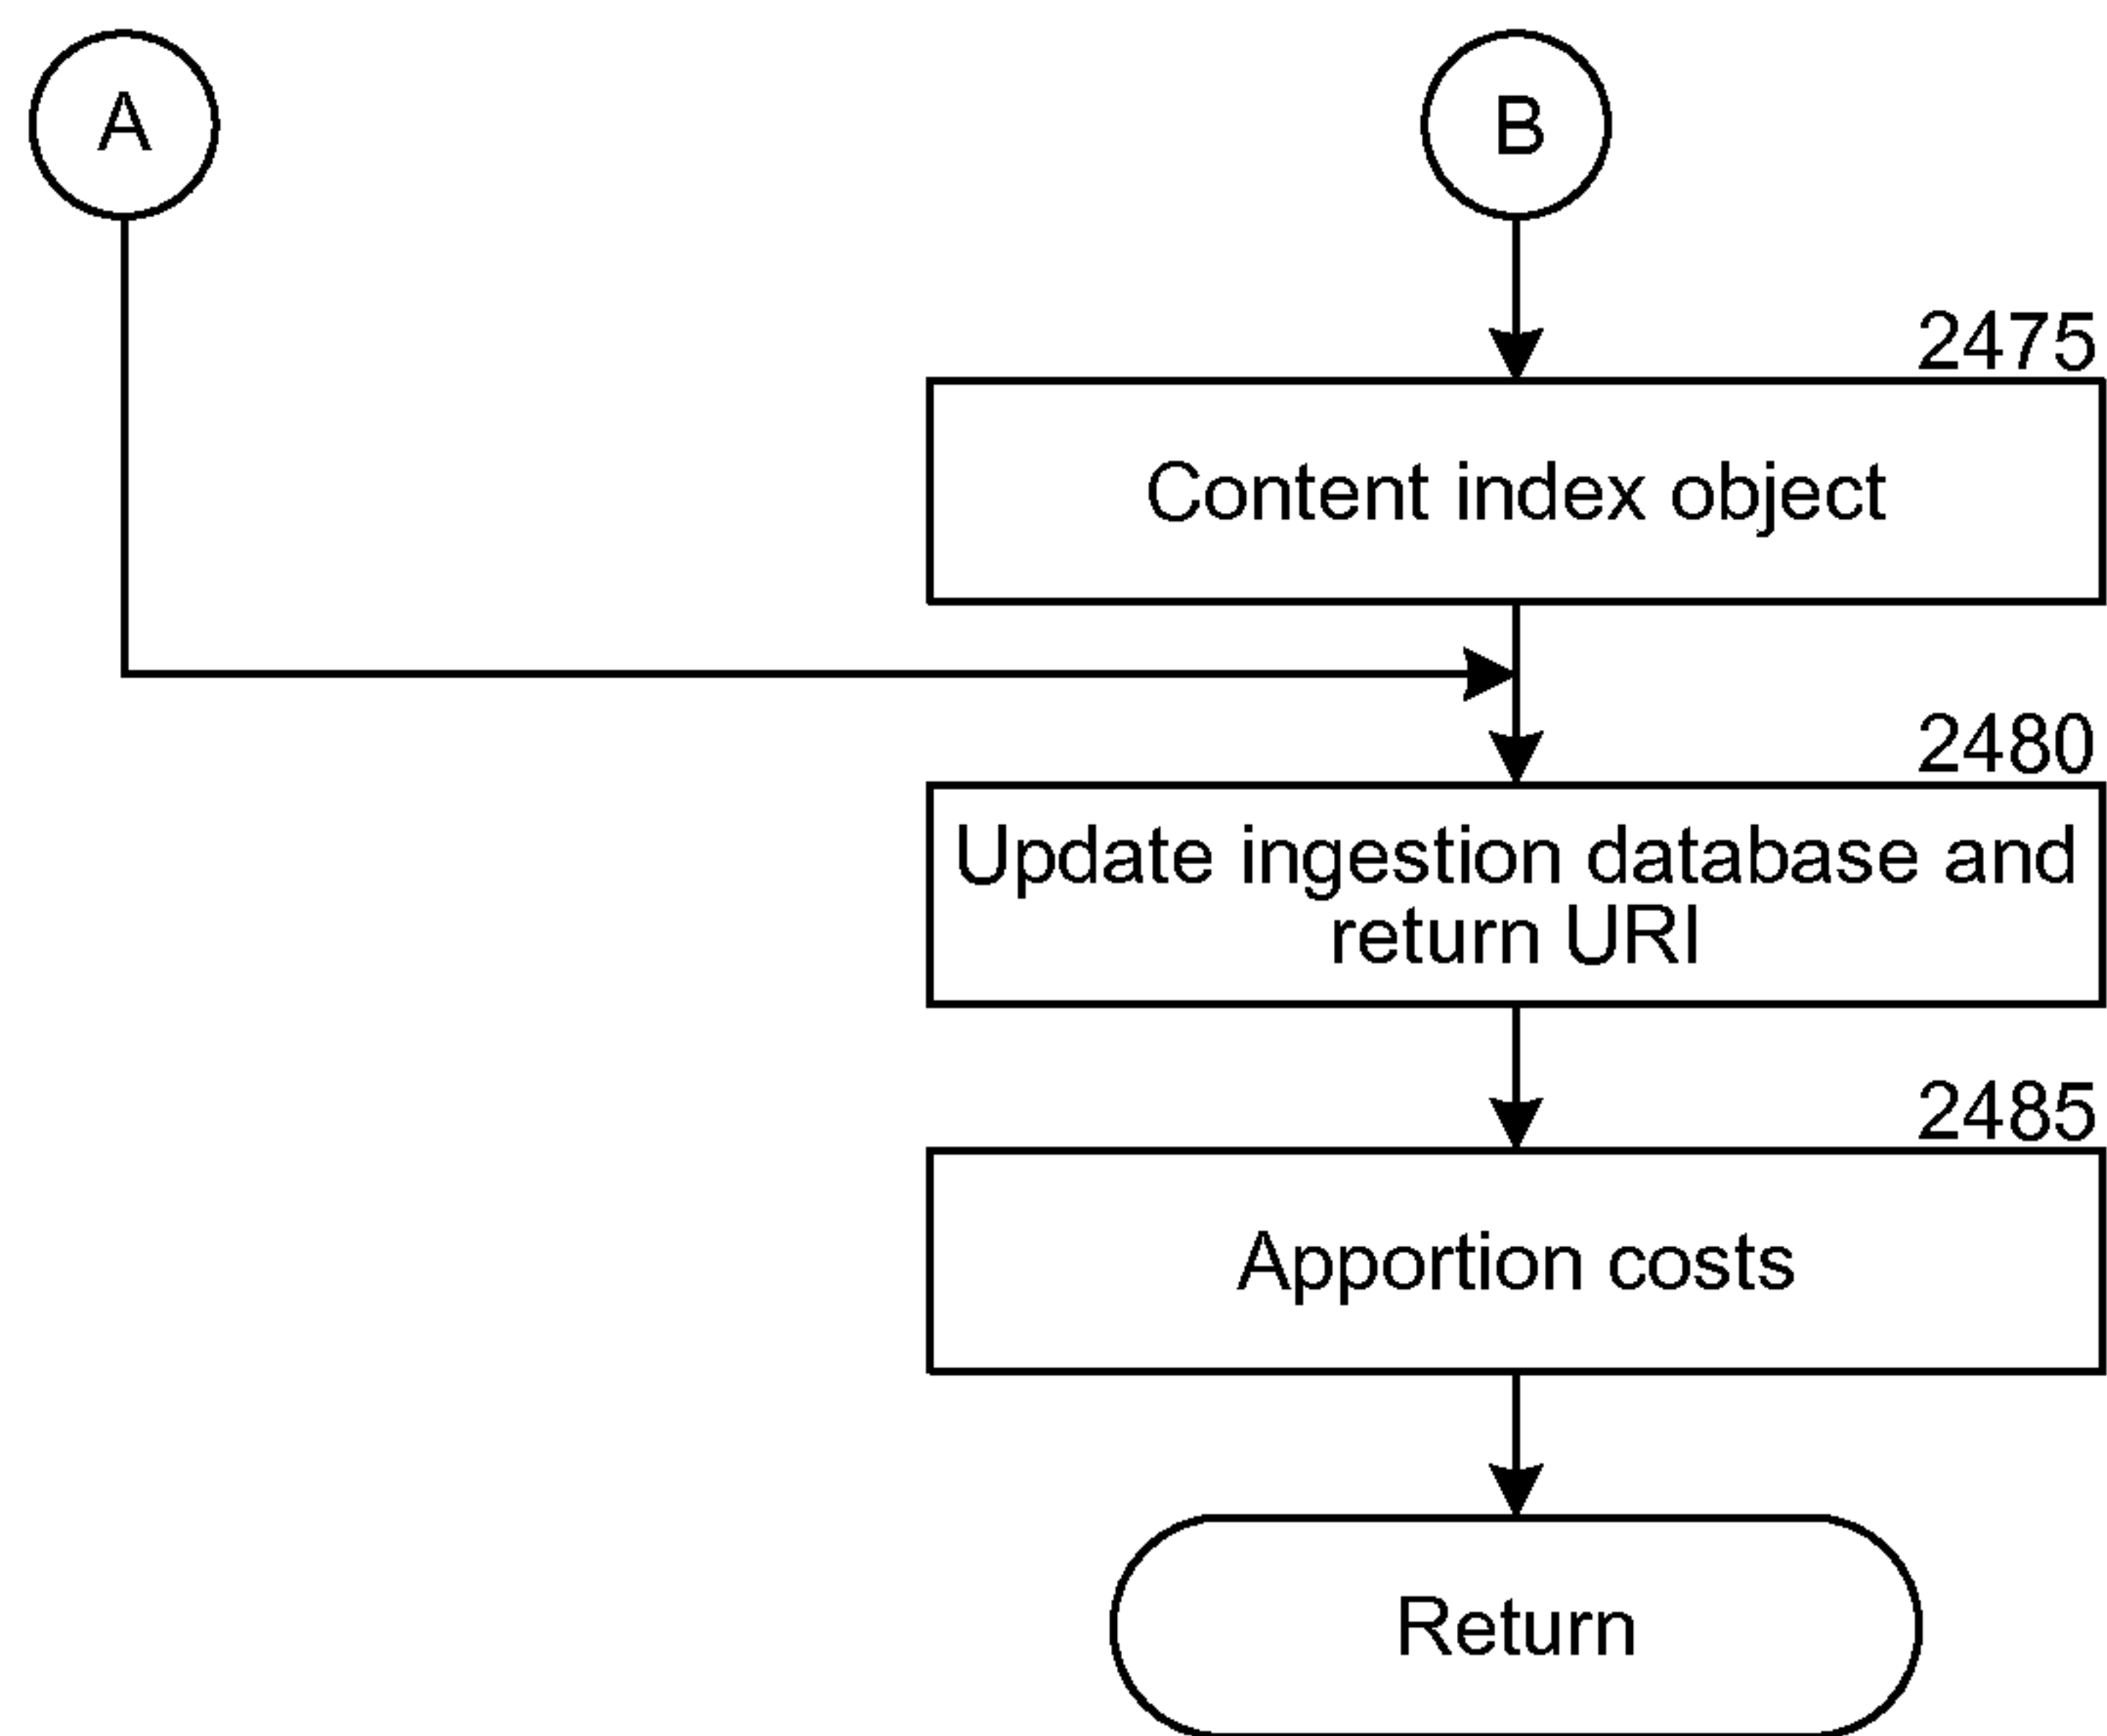 A
B
2475
Content index object
2480
Update ingestion database and
return URI
2485
Apportion costs
Return